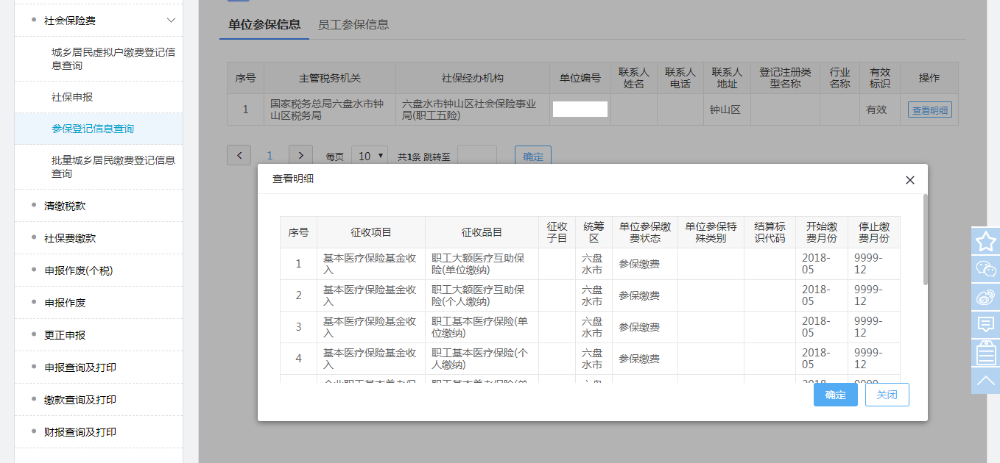 社会保险费
城乡居民虚拟户缴费登记信
息查询
社保申报
参保登记信息查询
批量城乡居民缴费登记信息
查询
清缴税款
社保费缴款
申报作废(个税)
申报作废
更正申报
申报查询及打印
缴款查询及打印
财报查询及打印
单位参保信息 员工参保信息
序号 主管税务机关 社保经办机构 单位编号 联系人 联系人 联系人 登记注册类 行业 有效 操作
姓名 电话 地址 型名称 名称 标识
1 国家税务总局六盘水市钟 六盘水市钟山区社会保险事业 钟山区 有效 查看明细
山区税务局 局(职工五险)
1 每页 10 共1条 跳转至 确定
查看明细
序号 征收项目 征收品目 征收 统筹 单位参保缴 单位参保特 结算标 开始缴 停止缴
子目 区 费状态 殊类别 识代码 费月份 费月份
1 基本医疗保险基金收 职工大额医疗互助保 六盘 参保缴费 2018- 9999-
入 险(单位缴纳) 水市 05 12
2 基本医疗保险基金收 职工大额医疗互助保 六盘 参保缴费 2018- 9999-
入 险(个人缴纳) 水市 05 12
3 基本医疗保险基金收 职工基本医疗保险(单 六盘 参保缴费 2018- 9999-
入 位缴纳) 水市 05 12
4 基本医疗保险基金收 职工基本医疗保险(个 六盘 参保缴费 2018- 9999-
入 人缴纳) 水市 05 12
确定 关闭